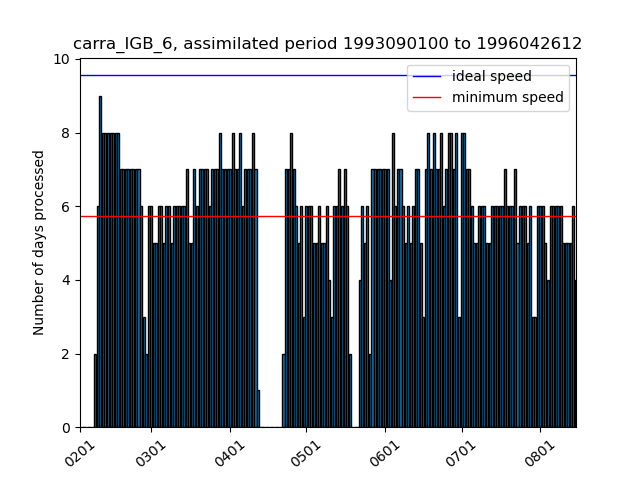 carra_IGB_6, assimilated period 1993090100 to 1996042612
ideal speed
minimum speed
Number of days processed
10
8
6
4
2
0
0201 0301 0401 0501 0601 0701 0801